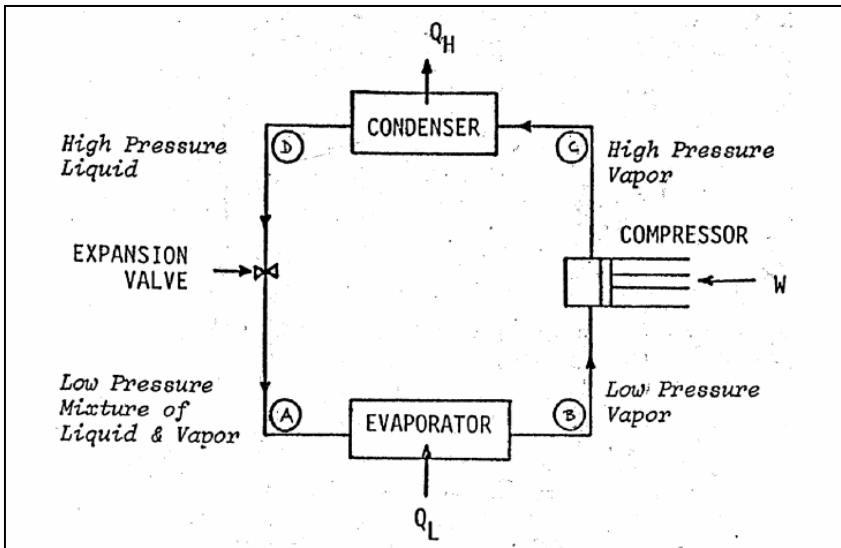 Q_H
CONDENSER
D
C
High Pressure
Liquid
High Pressure
Vapor
COMPRESSOR
EXPANSION
VALVE
W
Low Pressure
Mixture of
Liquid & Vapor
A
EVAPORATOR
B
Low Pressure
Vapor
Q_L